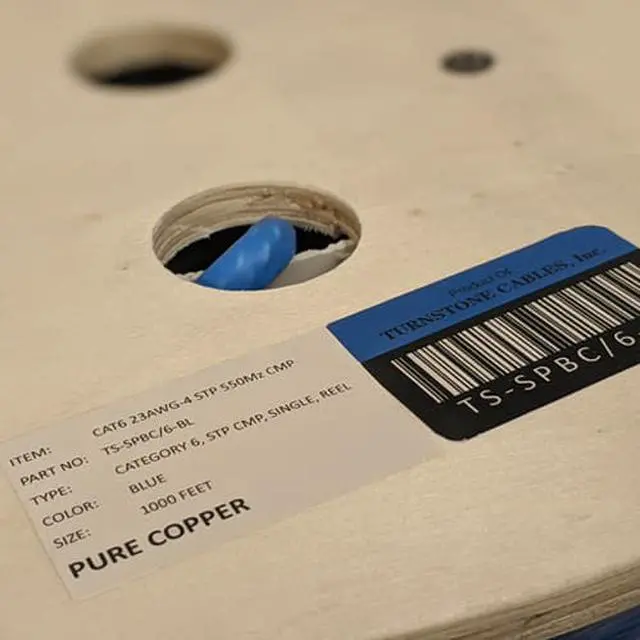 ITEM: CAT6 23AWG-4 STP 550Mz CMP
PART NO: TS-SPBC/6-BL
TYPE: CATEGORY 6, STP CMP, SINGLE, REEL
COLOR: BLUE
SIZE: 1000 FEET
PURE COPPER
Product Of
TURNSTONE CABLES, Inc.
TS-SPBC/6-